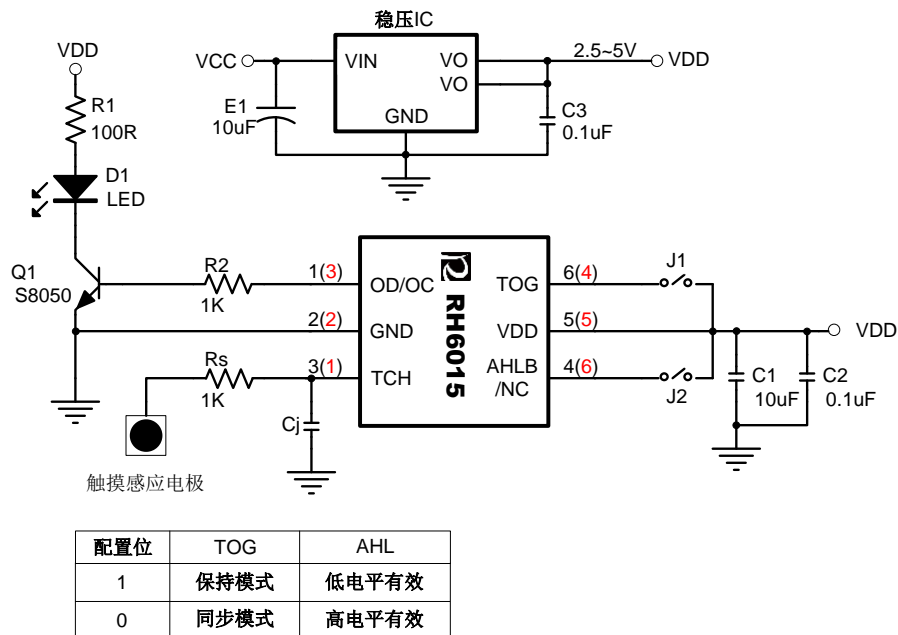 稳压IC
VDD
VCC
VIN
VO
2.5~5V
VDD
VO
R1
100R
E1
10uF
GND
C3
0.1uF
D1
LED
Q1
S8050
R2
1K
1(3)
OD/OC
TOG
6(4)
J1
2(2)
GND
RH6015
VDD
5(5)
VDD
Rs
1K
3(1)
TCH
AHLB
/NC
4(6)
J2
C1
10uF
C2
0.1uF
Cj
触摸感应电极
配置位 TOG AHL
1 保持模式 低电平有效
0 同步模式 高电平有效